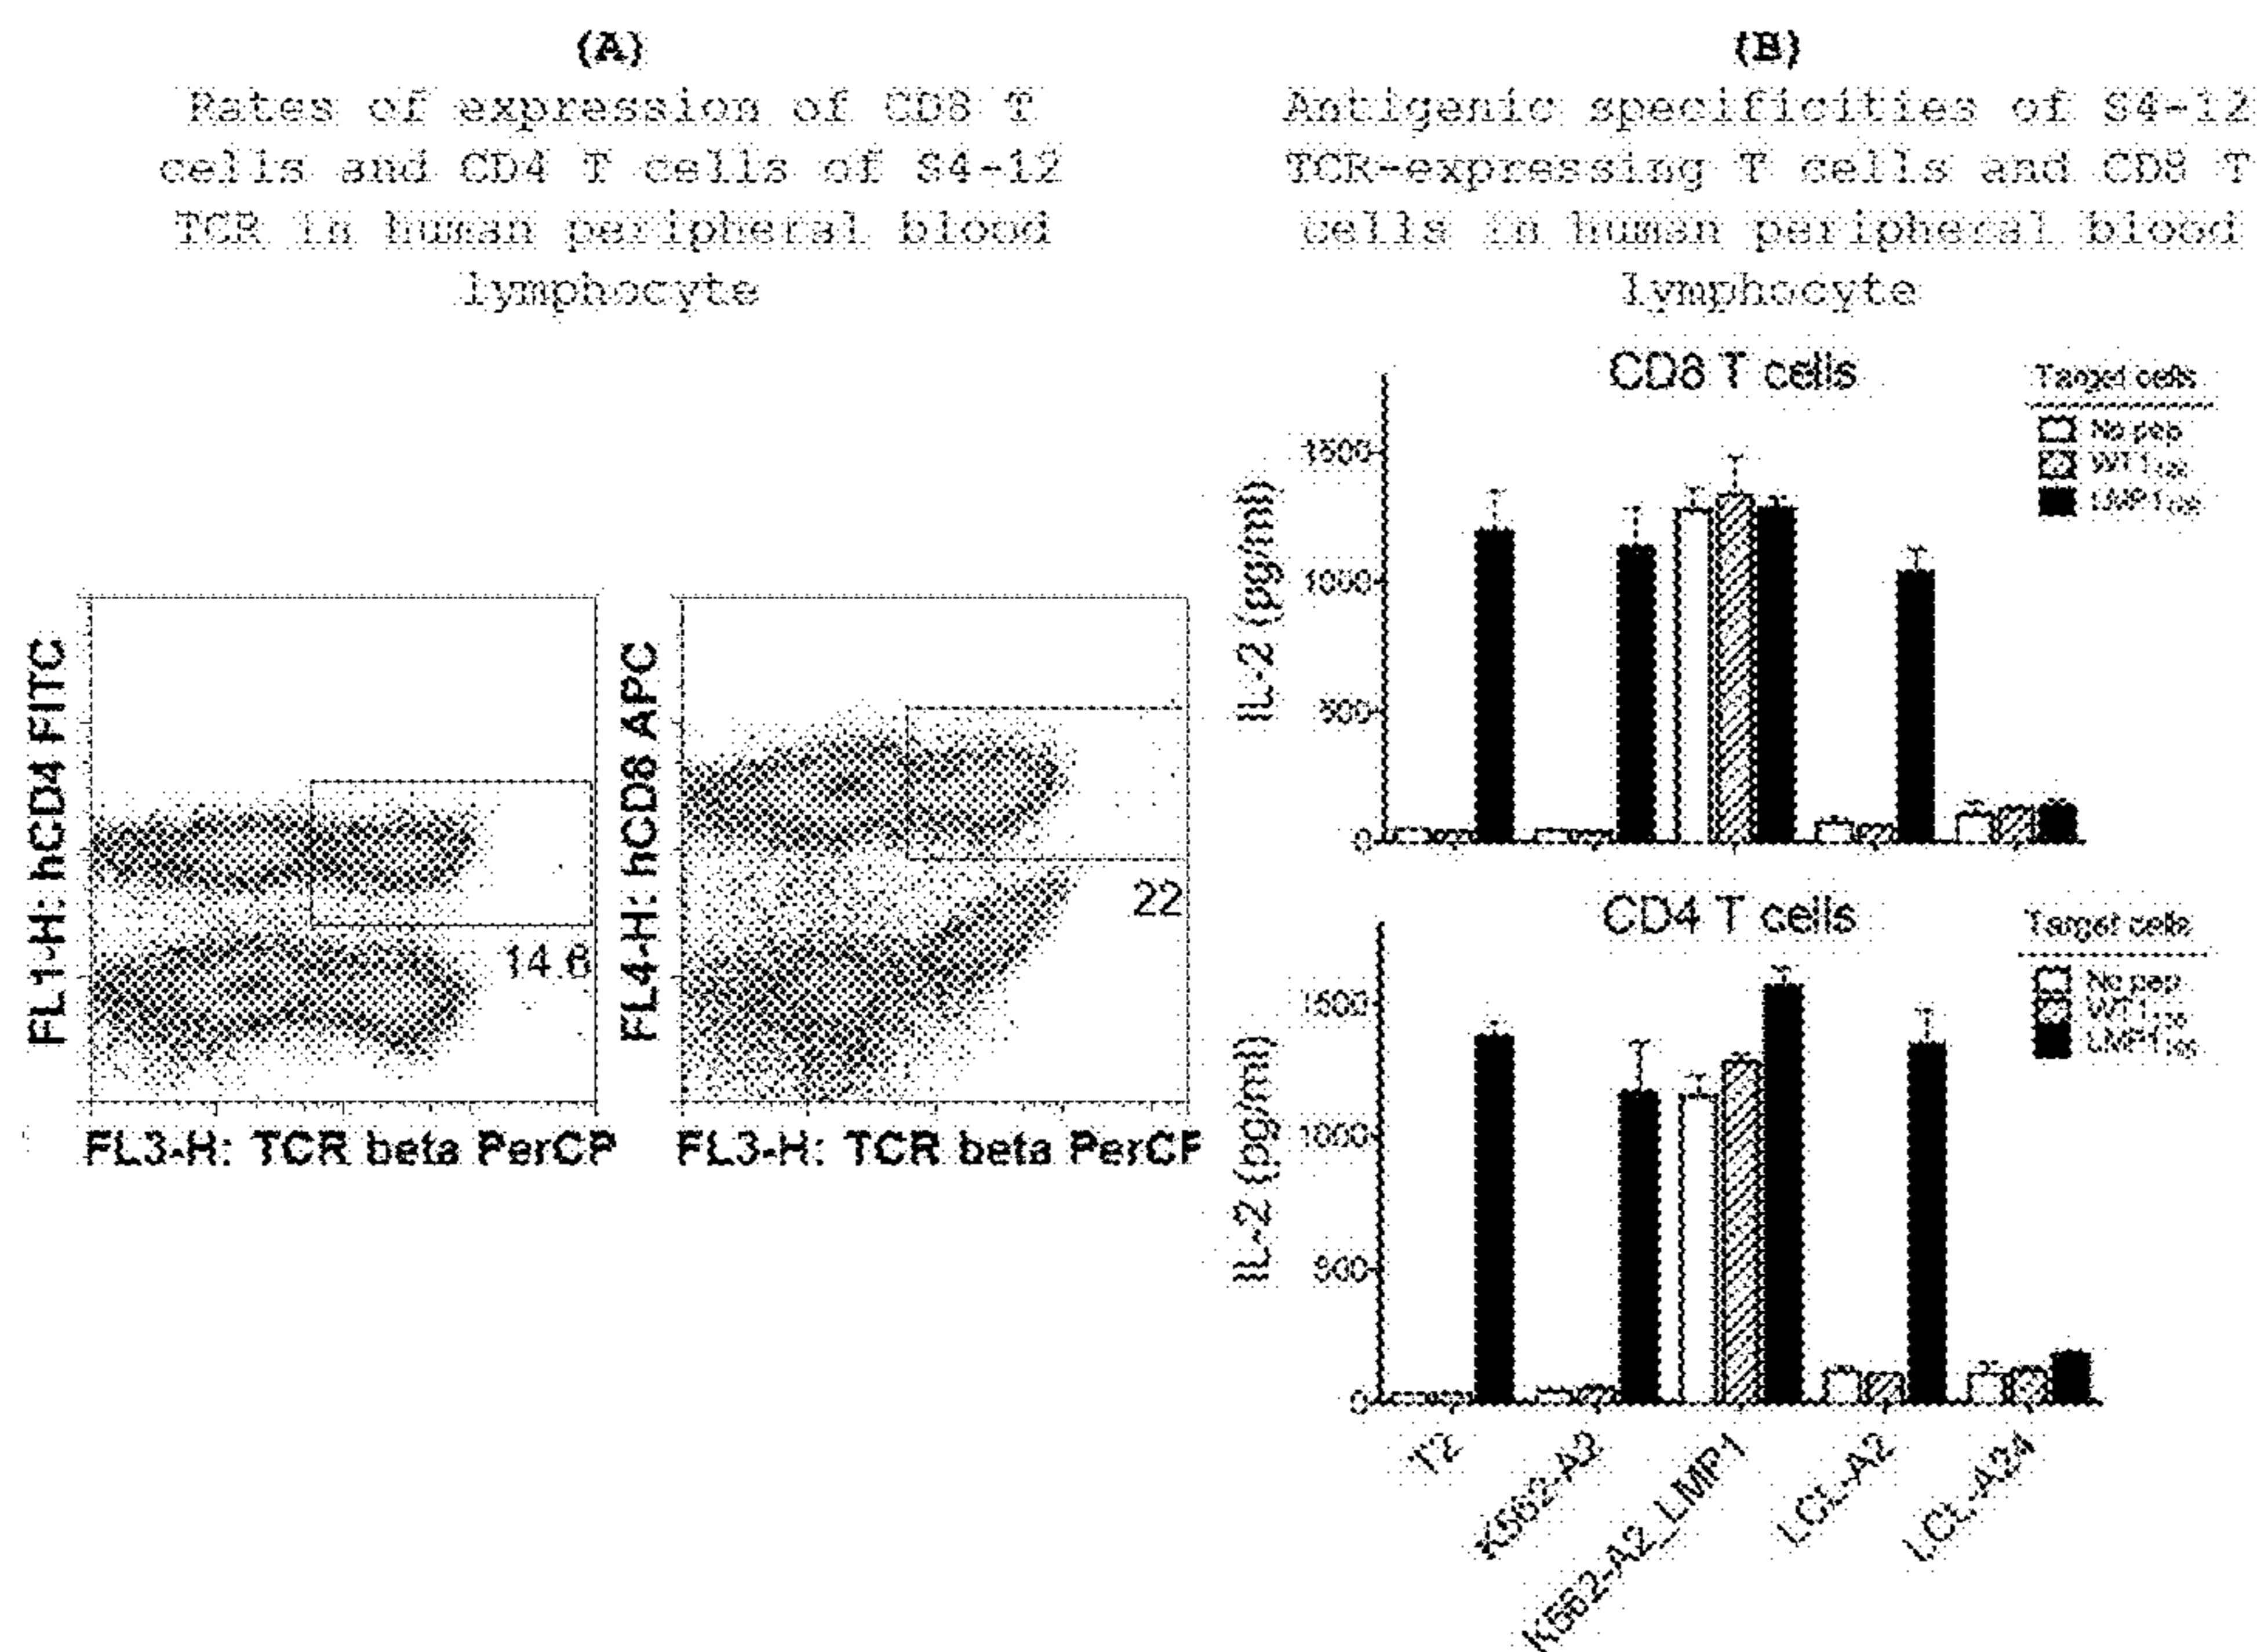 (A)
Rates of expression of CD8 T
cells and CD4 T cells of S4-12
TCR in human peripheral blood
lymphocyte
FL1-H: hCD4 FITC
14.6
FL3-H: TCR beta PerCP
FL4-H: hCD8 APC
22
FL3-H: TCR beta PerCP
(B)
Antigenic specificities of S4-12
TCR-expressing T cells and CD8 T
cells in human peripheral blood
lymphocyte
CD8 T cells
IL-2 (pg/ml)
1500
1000
500
0
Target cells
No pep
WT1
LMP1
CD4 T cells
IL-2 (pg/ml)
1500
1000
500
0
Target cells
No pep
WT1
LMP1
T2
K562-A2
K562-A2_LMP1
LCL-A2
LCL-A24